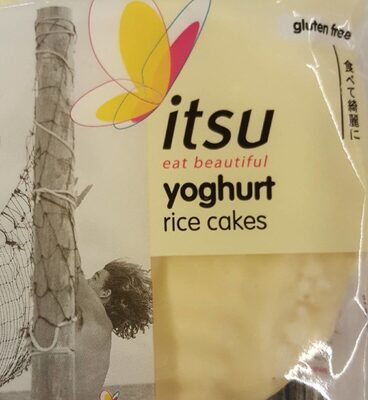 gluten free
食べて綺麗に
itsu
eat beautiful
yoghurt
rice cakes